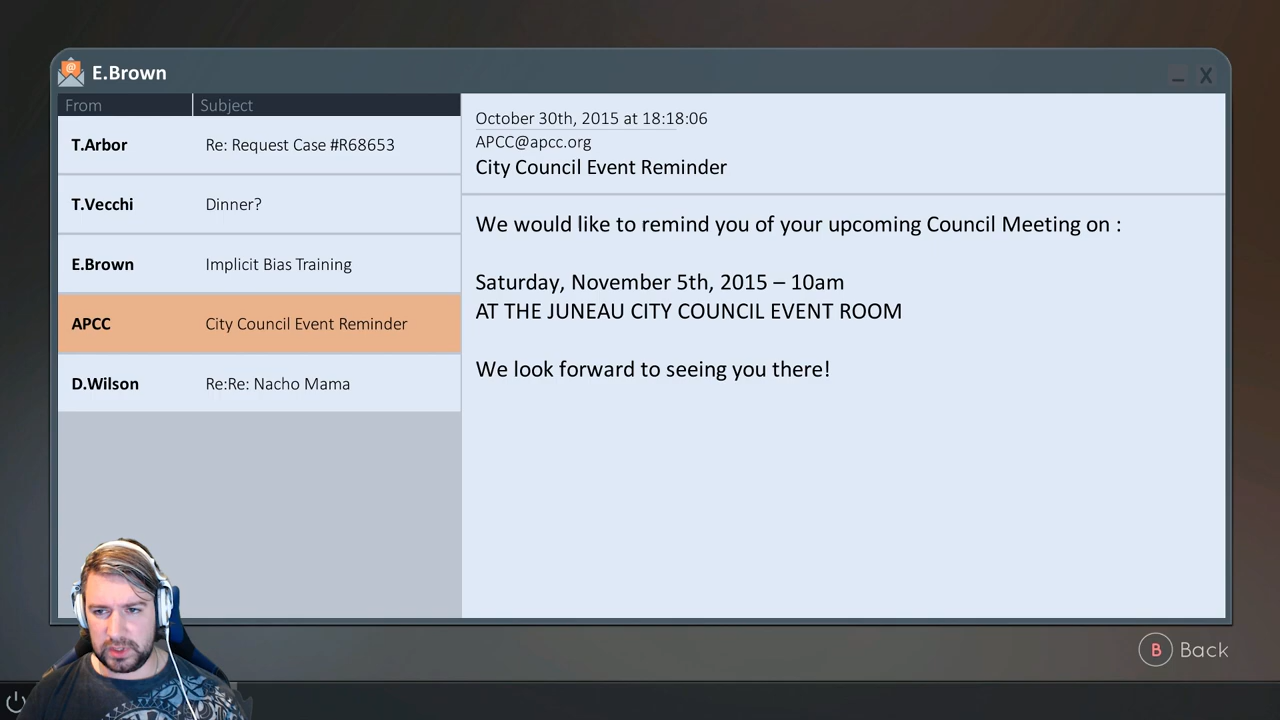 E.Brown
From Subject
T.Arbor Re: Request Case #R68653
T.Vecchi Dinner?
E.Brown Implicit Bias Training
APCC City Council Event Reminder
D.Wilson Re:Re: Nacho Mama
October 30th, 2015 at 18:18:06
APCC@apcc.org
City Council Event Reminder
We would like to remind you of your upcoming Council Meeting on :
Saturday, November 5th, 2015 – 10am
AT THE JUNEAU CITY COUNCIL EVENT ROOM
We look forward to seeing you there!
B Back